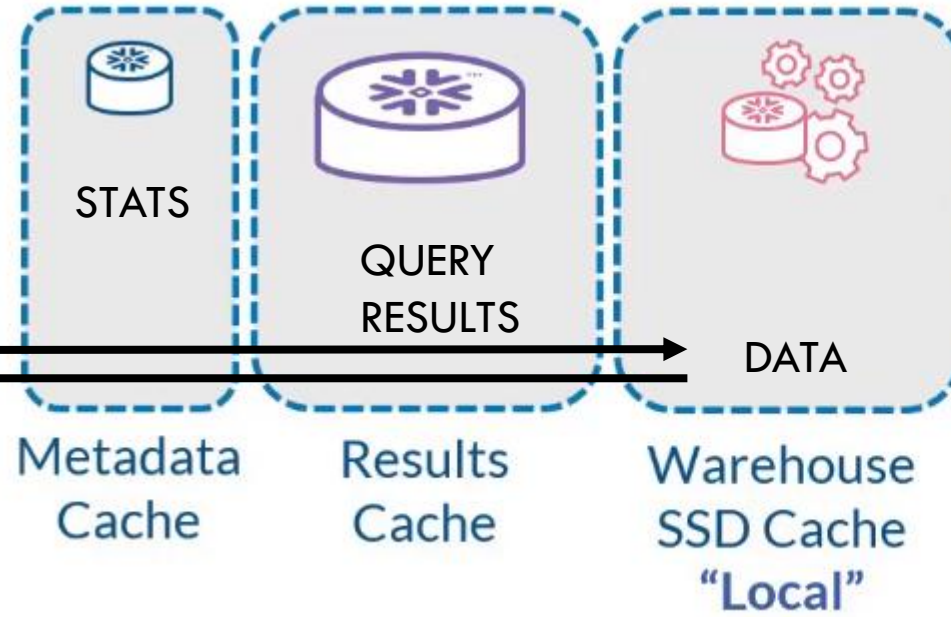 STATS
QUERY
RESULTS
DATA
Metadata
Cache
Results
Cache
Warehouse
SSD Cache
“Local”